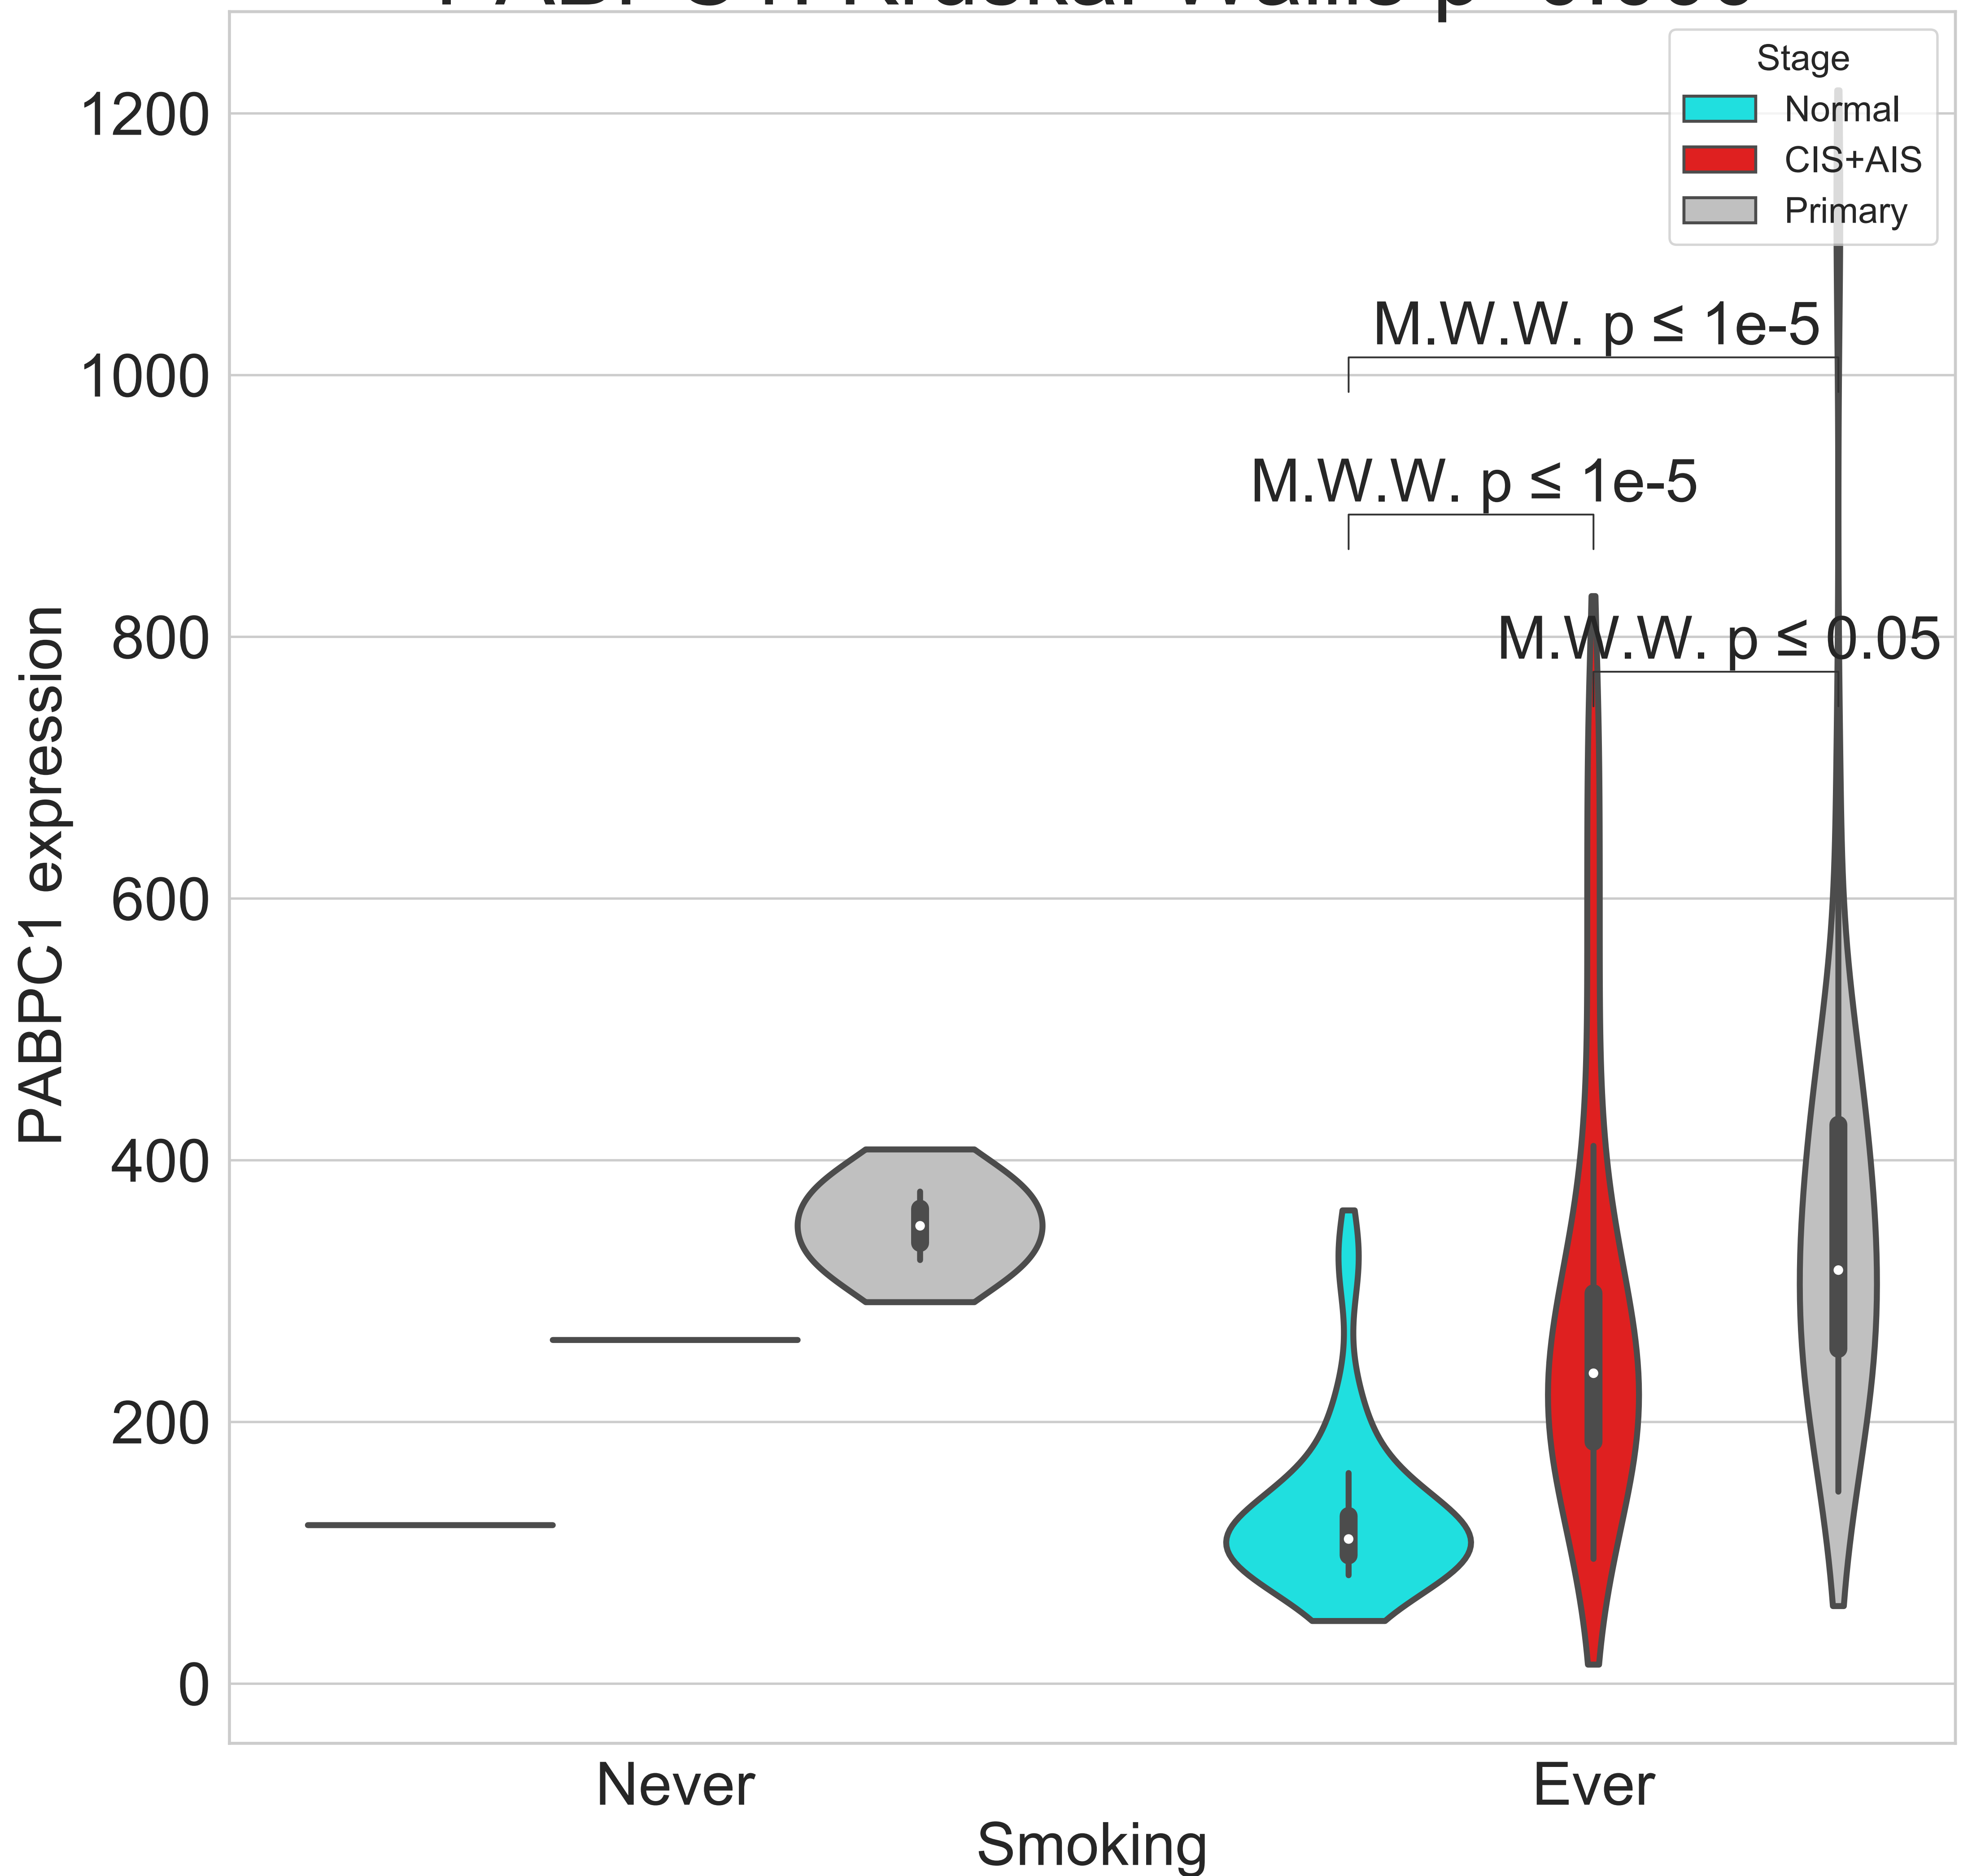 Stage
Normal
CIS+AIS
Primary
1200
1000
800
600
400
200
0
PABPC1 expression
M.W.W. p ≤ 1e-5
M.W.W. p ≤ 1e-5
M.W.W. p ≤ 0.05
Never
Ever
Smoking